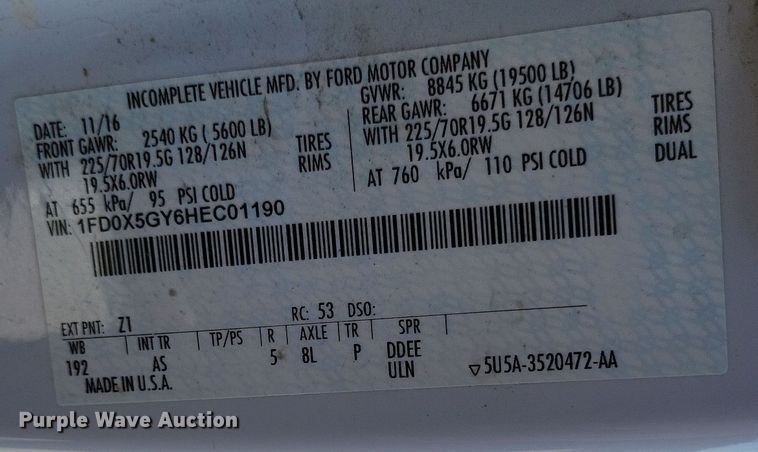 INCOMPLETE VEHICLE MFD. BY FORD MOTOR COMPANY
DATE: 11/16
FRONT GAWR: 2540 KG ( 5600 LB)
WITH 225/70R19.5G 128/126N TIRES
19.5X6.0RW RIMS
AT 655 kPa/ 95 PSI COLD
GVWR: 8845 KG (19500 LB)
REAR GAWR: 6671 KG (14706 LB)
WITH 225/70R19.5G 128/126N TIRES
19.5X6.0RW RIMS
AT 760 kPa/ 110 PSI COLD DUAL
VIN: 1FD0X5GY6HEC01190
EXT PNT: Z1 RC: 53 DSO:
WB INT TR TP/PS R AXLE TR SPR
192 AS 5 8L P DDEE
ULN
MADE IN U.S.A. 5U5A-3520472-AA
Purple Wave Auction